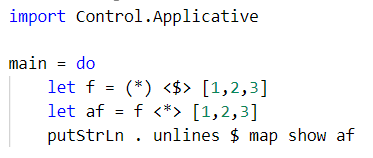 import Control.Applicative
main = do
    let f = (*) <$> [1,2,3]
    let af = f <*> [1,2,3]
    putStrLn . unlines $ map show af